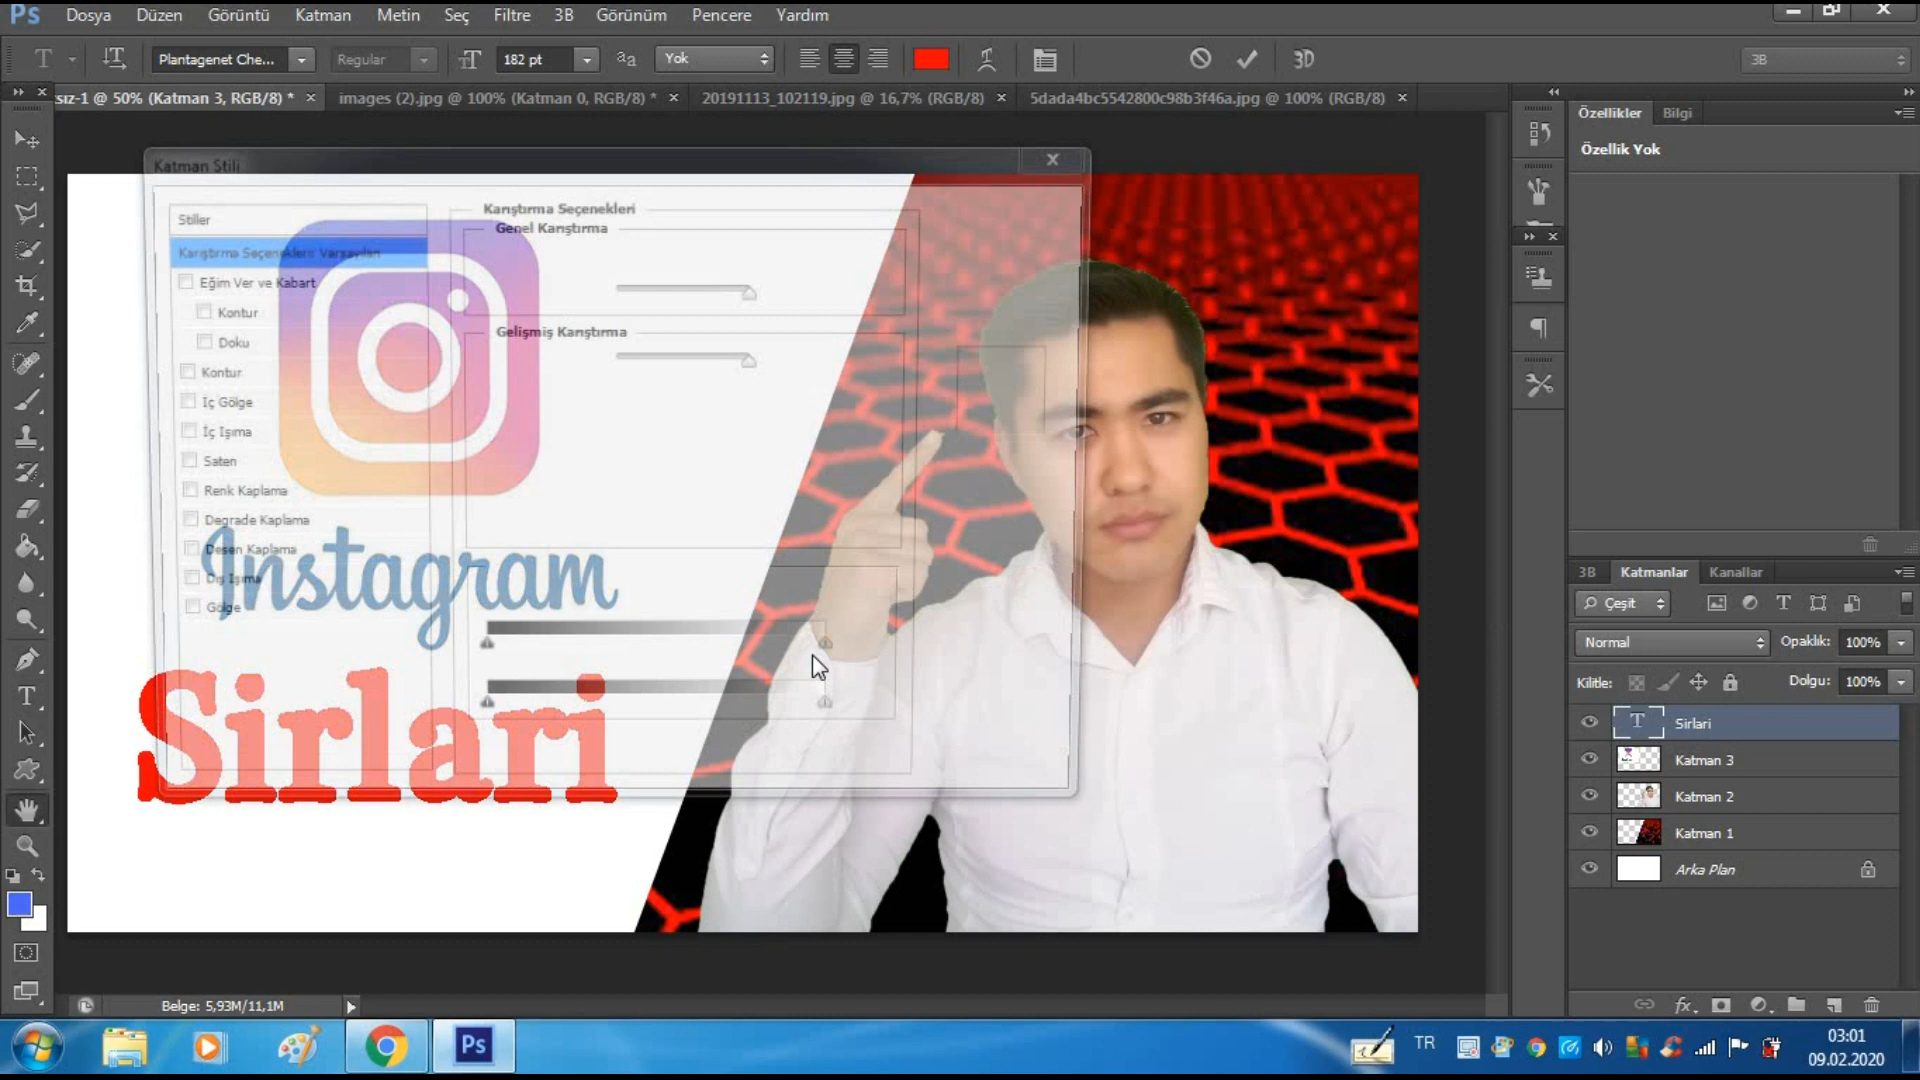 Ps Dosya Düzen Görüntü Katman Metin Seç Filtre 3B Görünüm Pencere Yardım
T Plantagenet Che... Regular 182 pt aa Yok 3D 3B
sız-1 @ 50% (Katman 3, RGB/8) * images (2).jpg @ 100% (Katman 0, RGB/8) * 20191113_102119.jpg @ 16,7% (RGB/8) 5dada4bc5542800c98b3f46a.jpg @ 100% (RGB/8)
Özellikler Bilgi
Özellik Yok
Katman Stili
Stiller
Karıştırma Seçenekleri: Varsayılan
Eğim Ver ve Kabart
Kontur
Doku
Kontur
İç Gölge
İç Işıma
Saten
Renk Kaplama
Degrade Kaplama
Desen Kaplama
Dış Işıma
Gölge
Karıştırma Seçenekleri
Genel Karıştırma
Gelişmiş Karıştırma
Instagram
Sirlari
3B Katmanlar Kanallar
Çeşit
Normal Opaklık: 100%
Kilitle: Dolgu: 100%
T Sirlari
Katman 3
Katman 2
Katman 1
Arka Plan
fx
Belge: 5,93M/11,1M
Ps
TR
03:01
09.02.2020